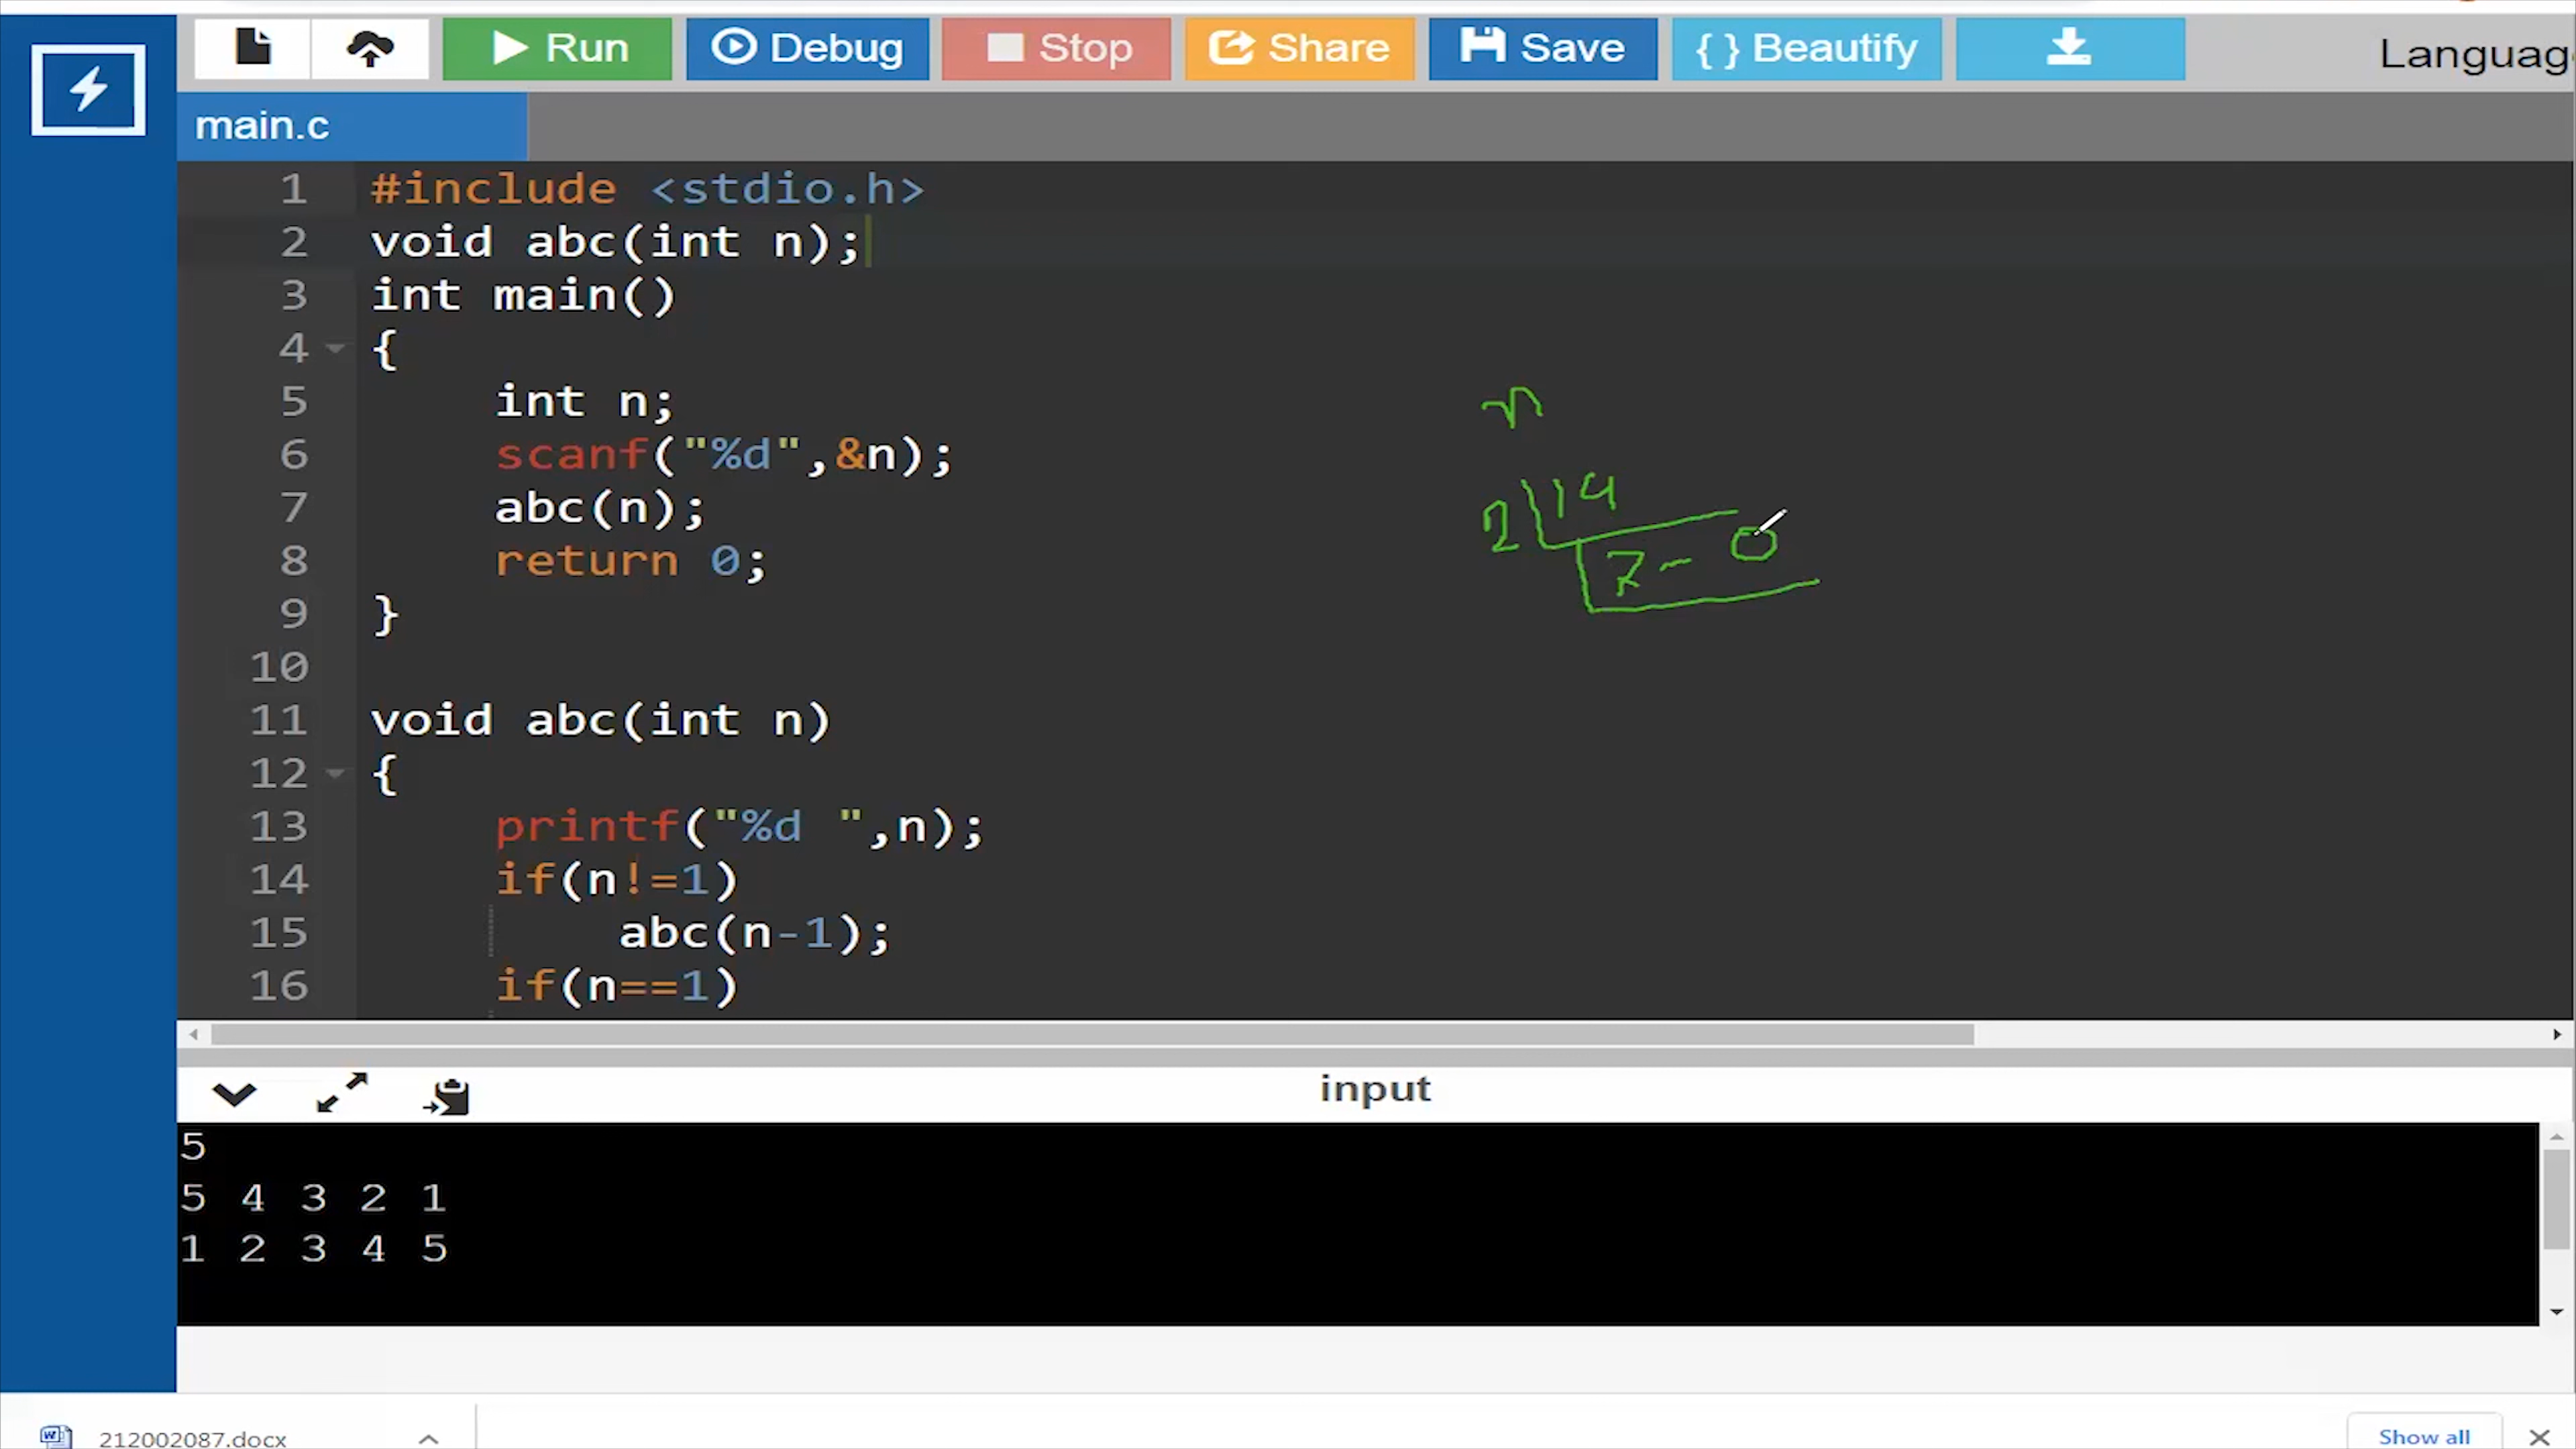 Run Debug Stop Share Save { } Beautify Languag
main.c
1 #include <stdio.h>
2 void abc(int n);
3 int main()
4 {
5 int n;
6 scanf("%d",&n);
7 abc(n);
8 return 0;
9 }
10
11 void abc(int n)
12 {
13 printf("%d ",n);
14 if(n!=1)
15 abc(n-1);
16 if(n==1)
n
2 14
7 - 0
input
5
5 4 3 2 1
1 2 3 4 5
212002087.docx
Show all